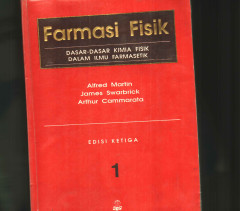 Farmasi Fisik
DASAR-DASAR KIMIA FISIK
DALAM ILMU FARMASETIK
Alfred Martin
James Swarbrick
Arthur Cammarata
EDISI KETIGA
1